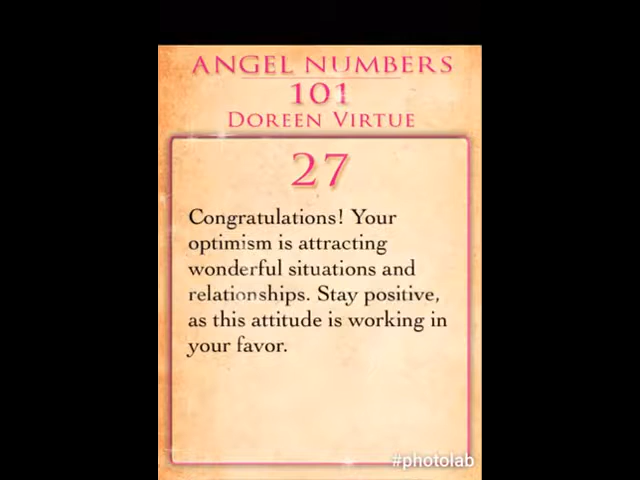 ANGEL NUMBERS
101
DOREEN VIRTUE
27
Congratulations! Your
optimism is attracting
wonderful situations and
relationships. Stay positive,
as this attitude is working in
your favor.
#photolab